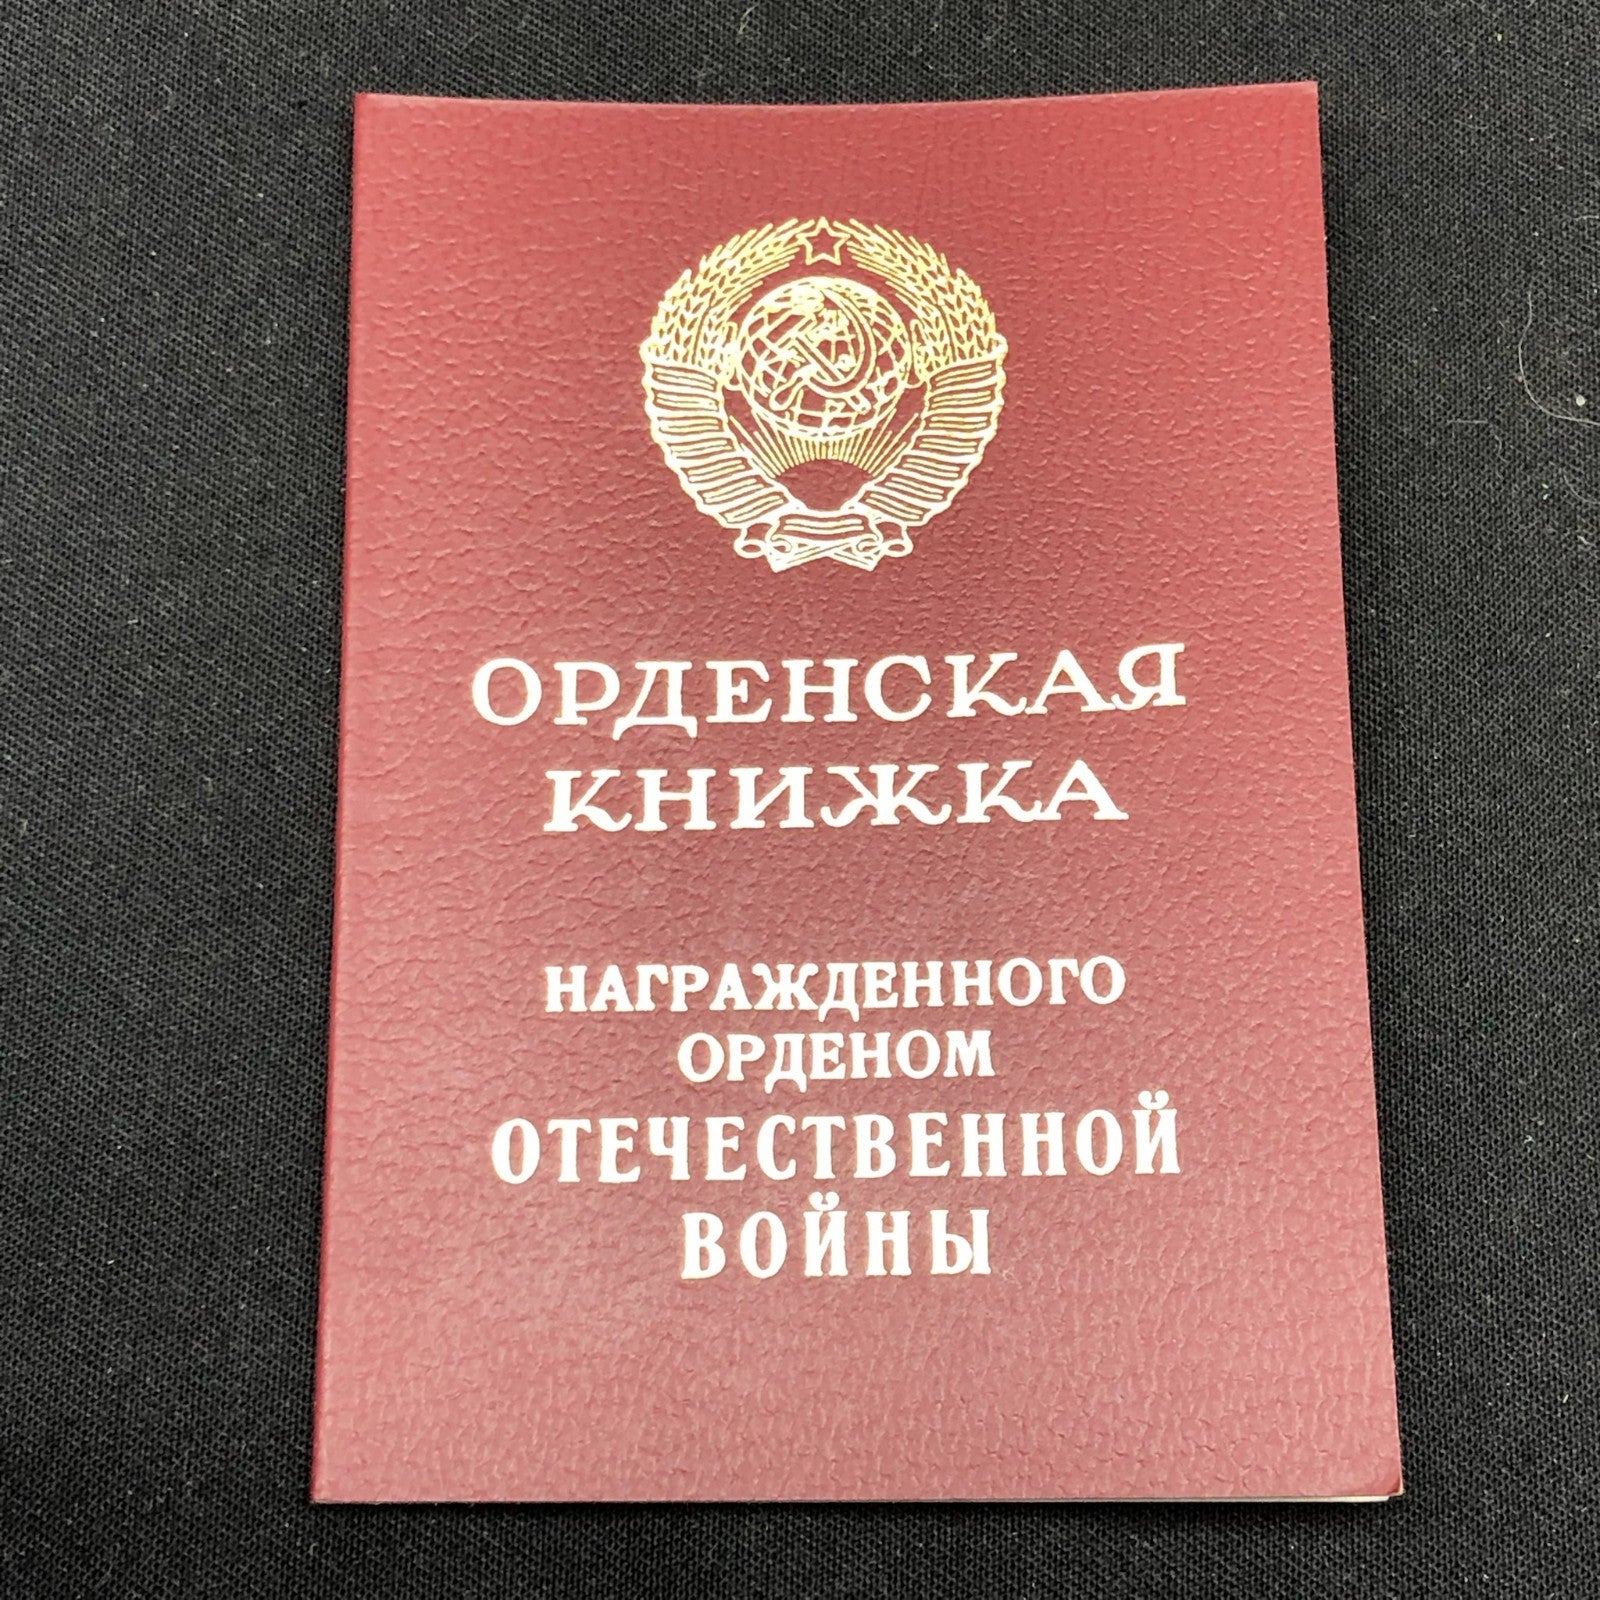 ОРДЕНСКАЯ
КНИЖКА
НАГРАЖДЕННОГО
ОРДЕНОМ
ОТЕЧЕСТВЕННОЙ
ВОЙНЫ